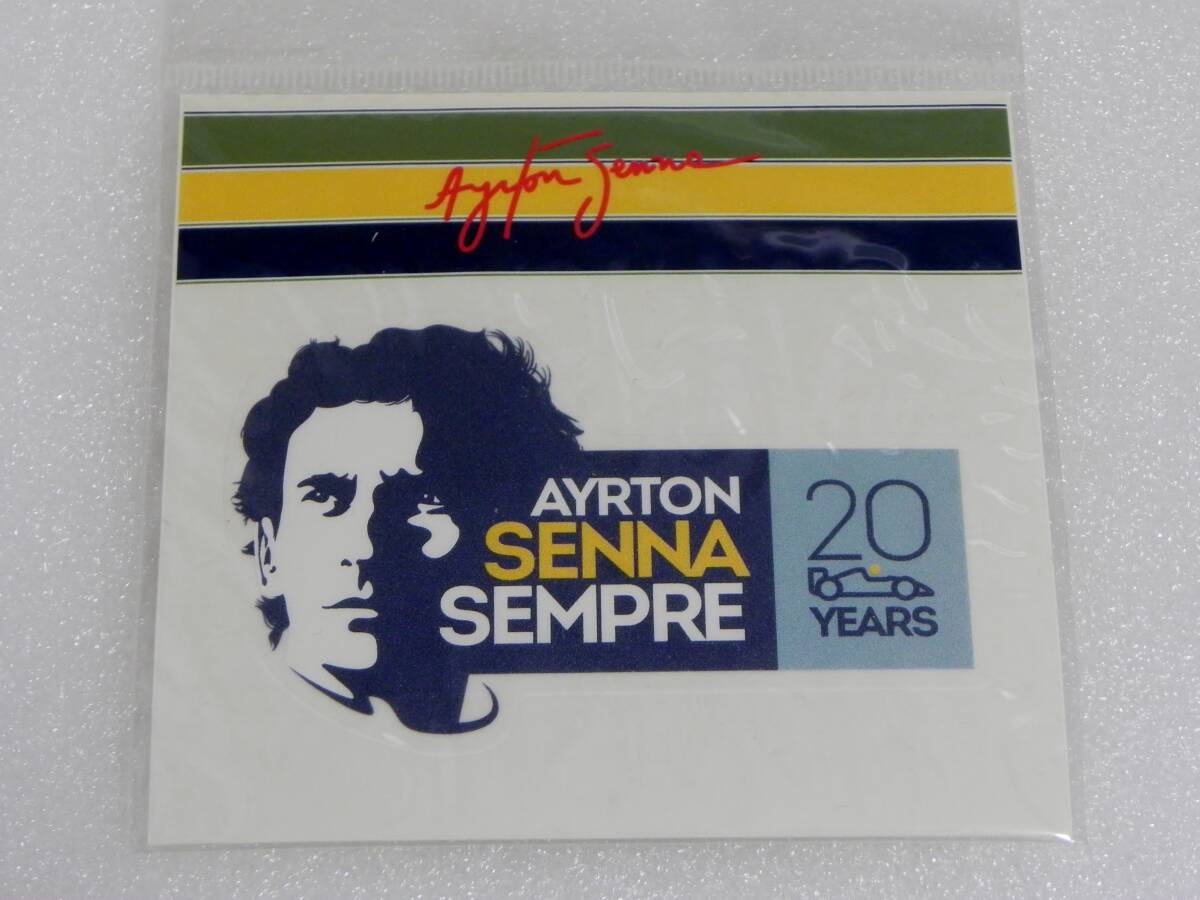 Ayrton Senna
AYRTON
SENNA
SEMPRE
20
YEARS